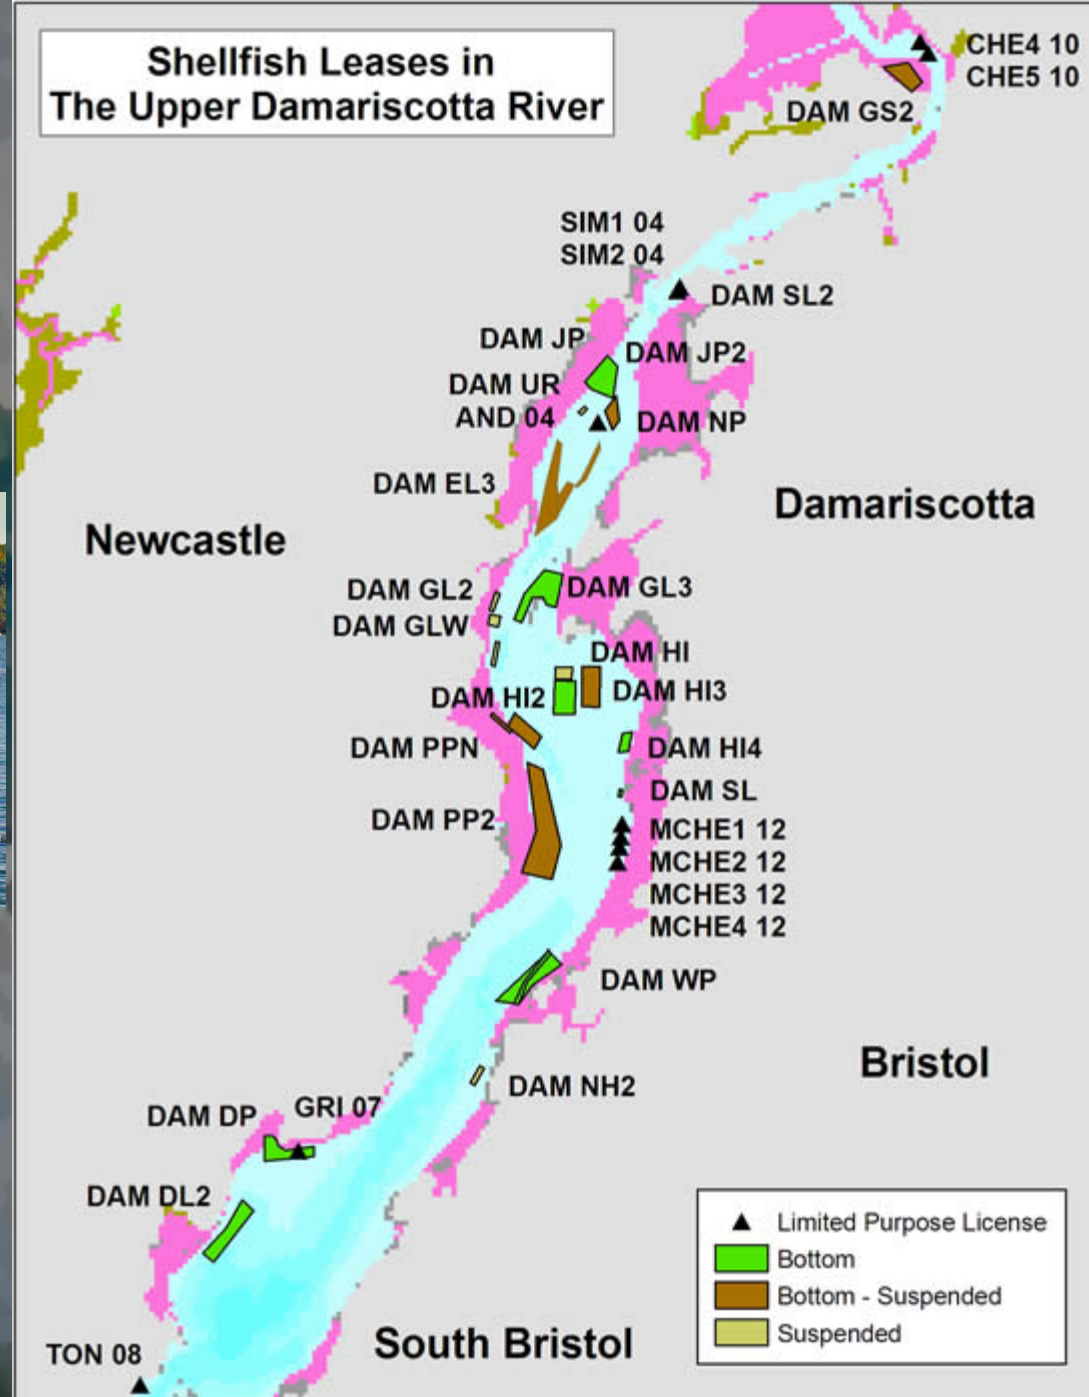 Shellfish Leases in
The Upper Damariscotta River
CHE4 10
CHE5 10
DAM GS2
SIM1 04
SIM2 04
DAM SL2
DAM JP
DAM JP2
DAM UR
AND 04
DAM NP
DAM EL3
Damariscotta
Newcastle
DAM GL2
DAM GL3
DAM GLW
DAM HI
DAM HI2
DAM HI3
DAM PPN
DAM HI4
DAM SL
DAM PP2
MCHE1 12
MCHE2 12
MCHE3 12
MCHE4 12
DAM WP
Bristol
DAM NH2
DAM DP
GRI 07
DAM DL2
Limited Purpose License
Bottom
Bottom - Suspended
Suspended
South Bristol
TON 08